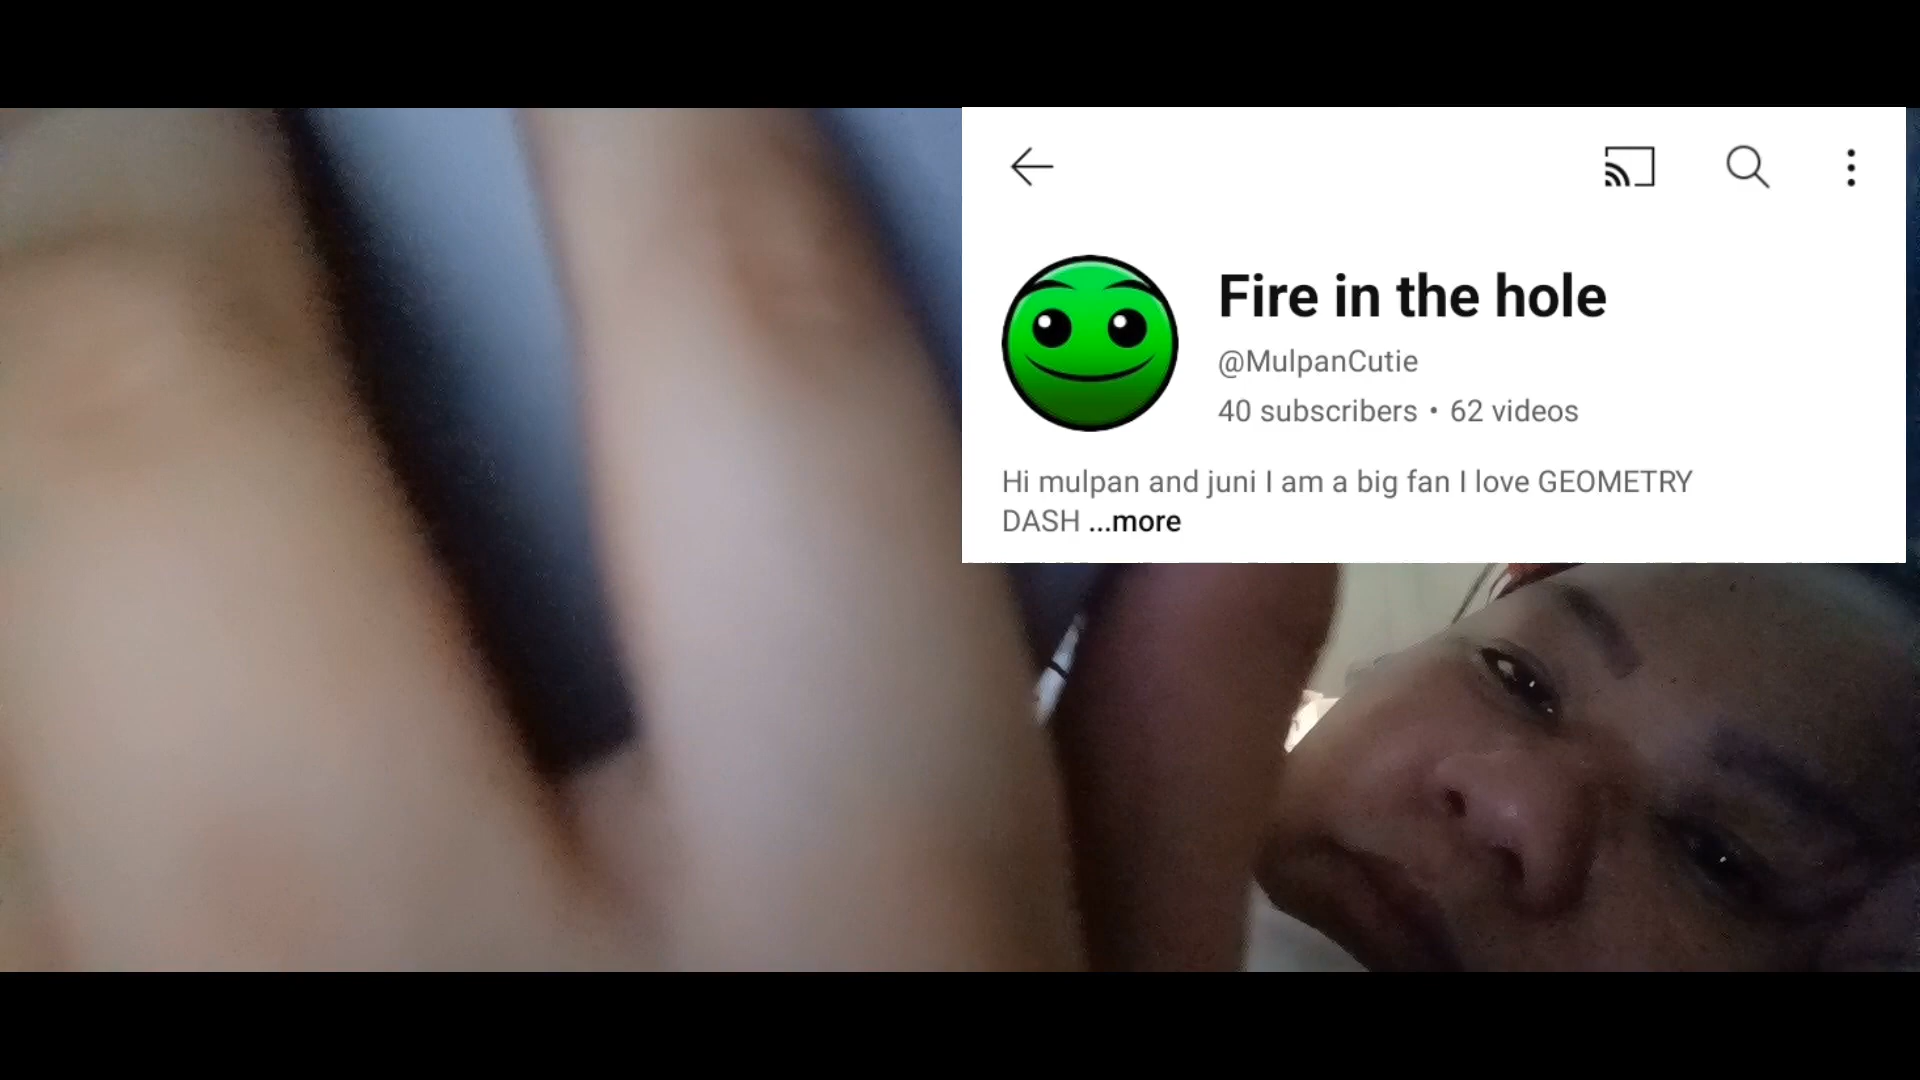 Fire in the hole
@MulpanCutie
40 subscribers • 62 videos
Hi mulpan and juni I am a big fan I love GEOMETRY
DASH ...more